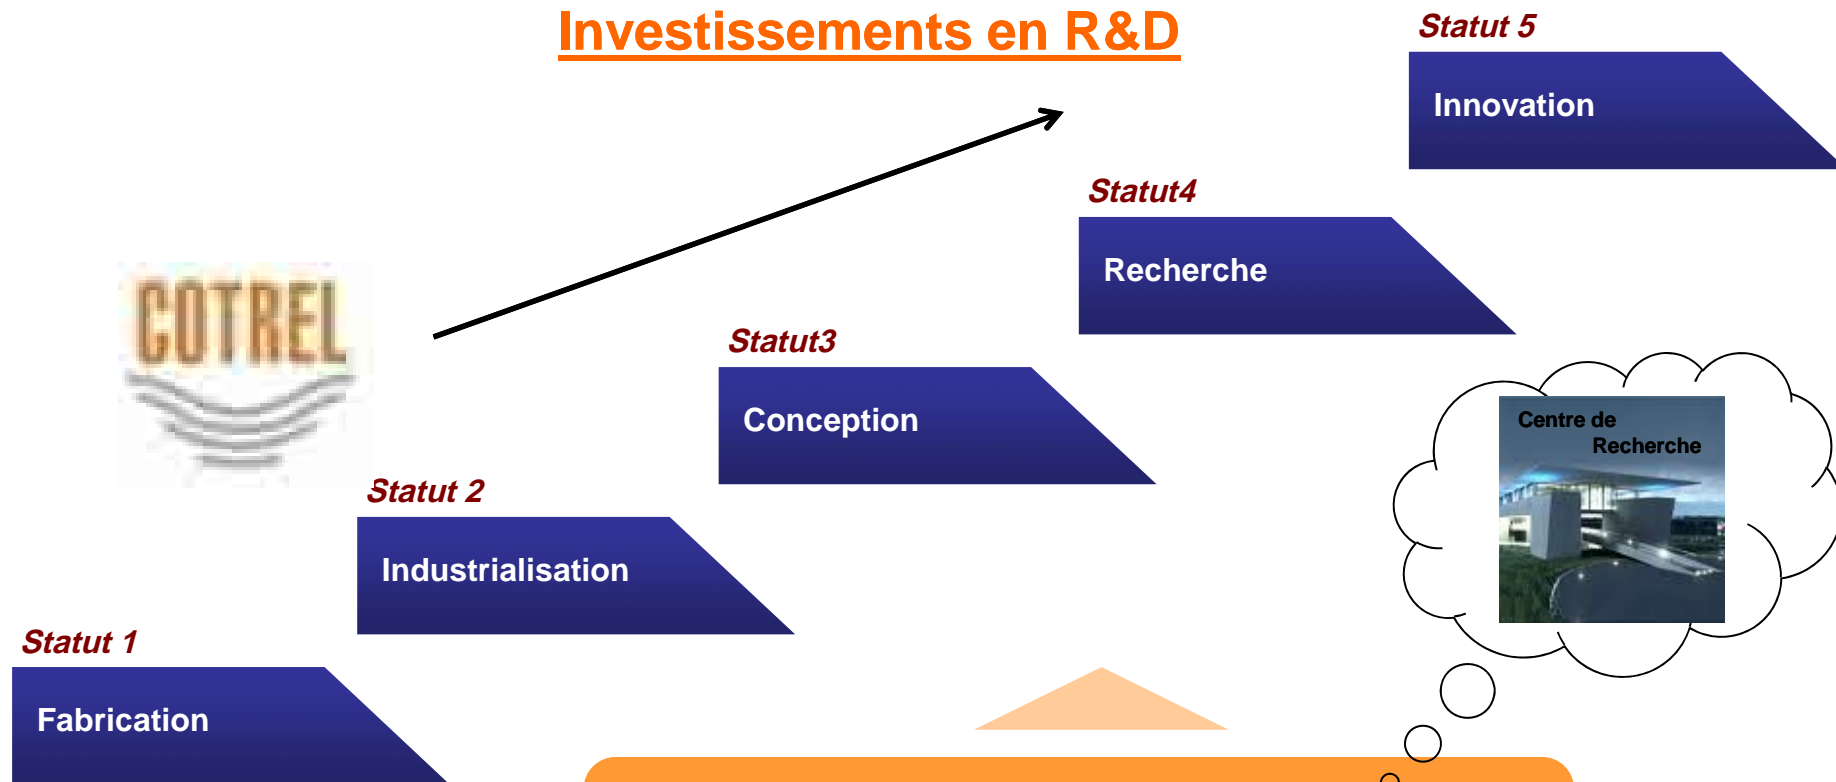 Investissements en R&D
Statut 5
Innovation
Statut4
Recherche
COTREL
Statut3
Conception
Centre de
Recherche
Statut 2
Industrialisation
Statut 1
Fabrication